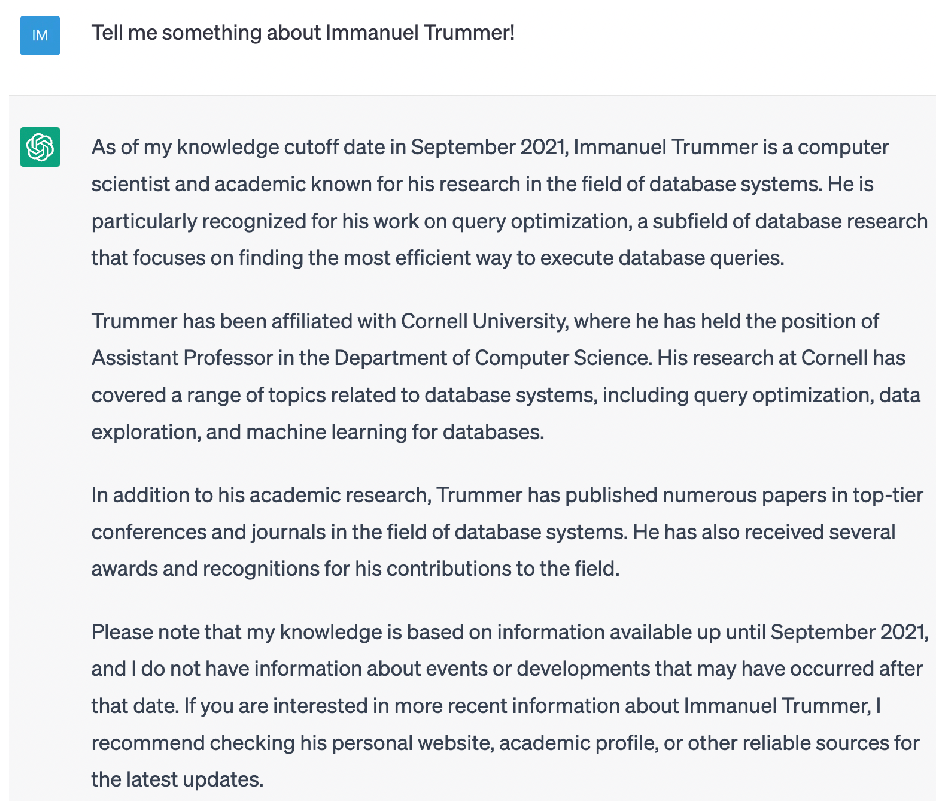 IM
Tell me something about Immanuel Trummer!
As of my knowledge cutoff date in September 2021, Immanuel Trummer is a computer
scientist and academic known for his research in the field of database systems. He is
particularly recognized for his work on query optimization, a subfield of database research
that focuses on finding the most efficient way to execute database queries.
Trummer has been affiliated with Cornell University, where he has held the position of
Assistant Professor in the Department of Computer Science. His research at Cornell has
covered a range of topics related to database systems, including query optimization, data
exploration, and machine learning for databases.
In addition to his academic research, Trummer has published numerous papers in top-tier
conferences and journals in the field of database systems. He has also received several
awards and recognitions for his contributions to the field.
Please note that my knowledge is based on information available up until September 2021,
and I do not have information about events or developments that may have occurred after
that date. If you are interested in more recent information about Immanuel Trummer, I
recommend checking his personal website, academic profile, or other reliable sources for
the latest updates.